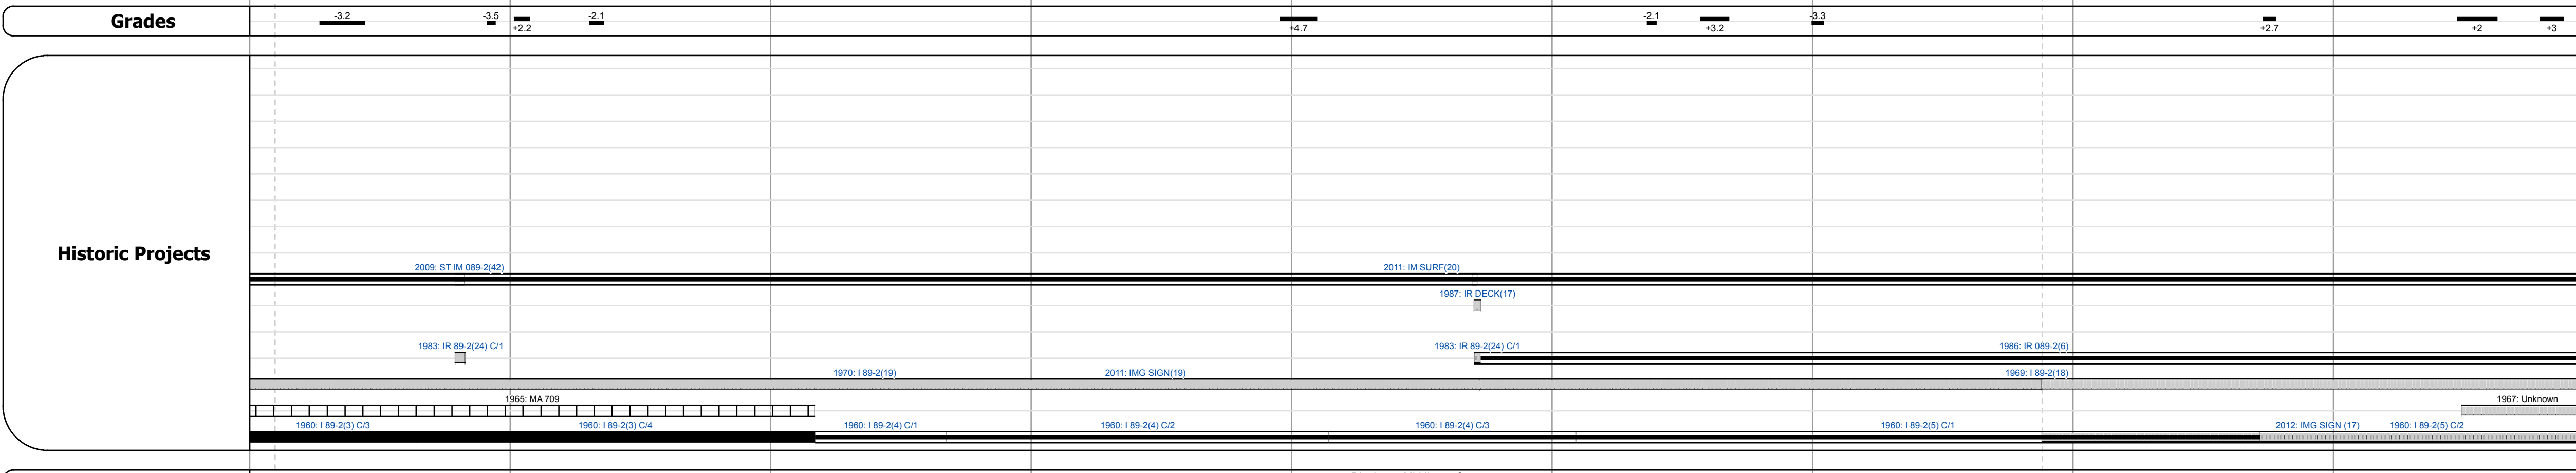 Grades
-3.2
-3.5
-2.1
-2.1
-3.3
+2.2
+4.7
+3.2
+2.7
+2
+3
Historic Projects
2009: ST IM 089-2(42)
2011: IM SURF(20)
1987: IR DECK(17)
1983: IR 89-2(24) C/1
1983: IR 89-2(24) C/1
1986: IR 089-2(6)
1970: I 89-2(19)
2011: IMG SIGN(19)
1969: I 89-2(18)
1965: MA 709
1967: Unknown
1960: I 89-2(3) C/3
1960: I 89-2(3) C/4
1960: I 89-2(4) C/1
1960: I 89-2(4) C/2
1960: I 89-2(4) C/3
1960: I 89-2(5) C/1
2012: IMG SIGN (17)
1960: I 89-2(5) C/2